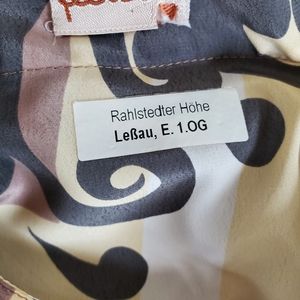 Rahlstedter Höhe
Leßau, E. 1.OG